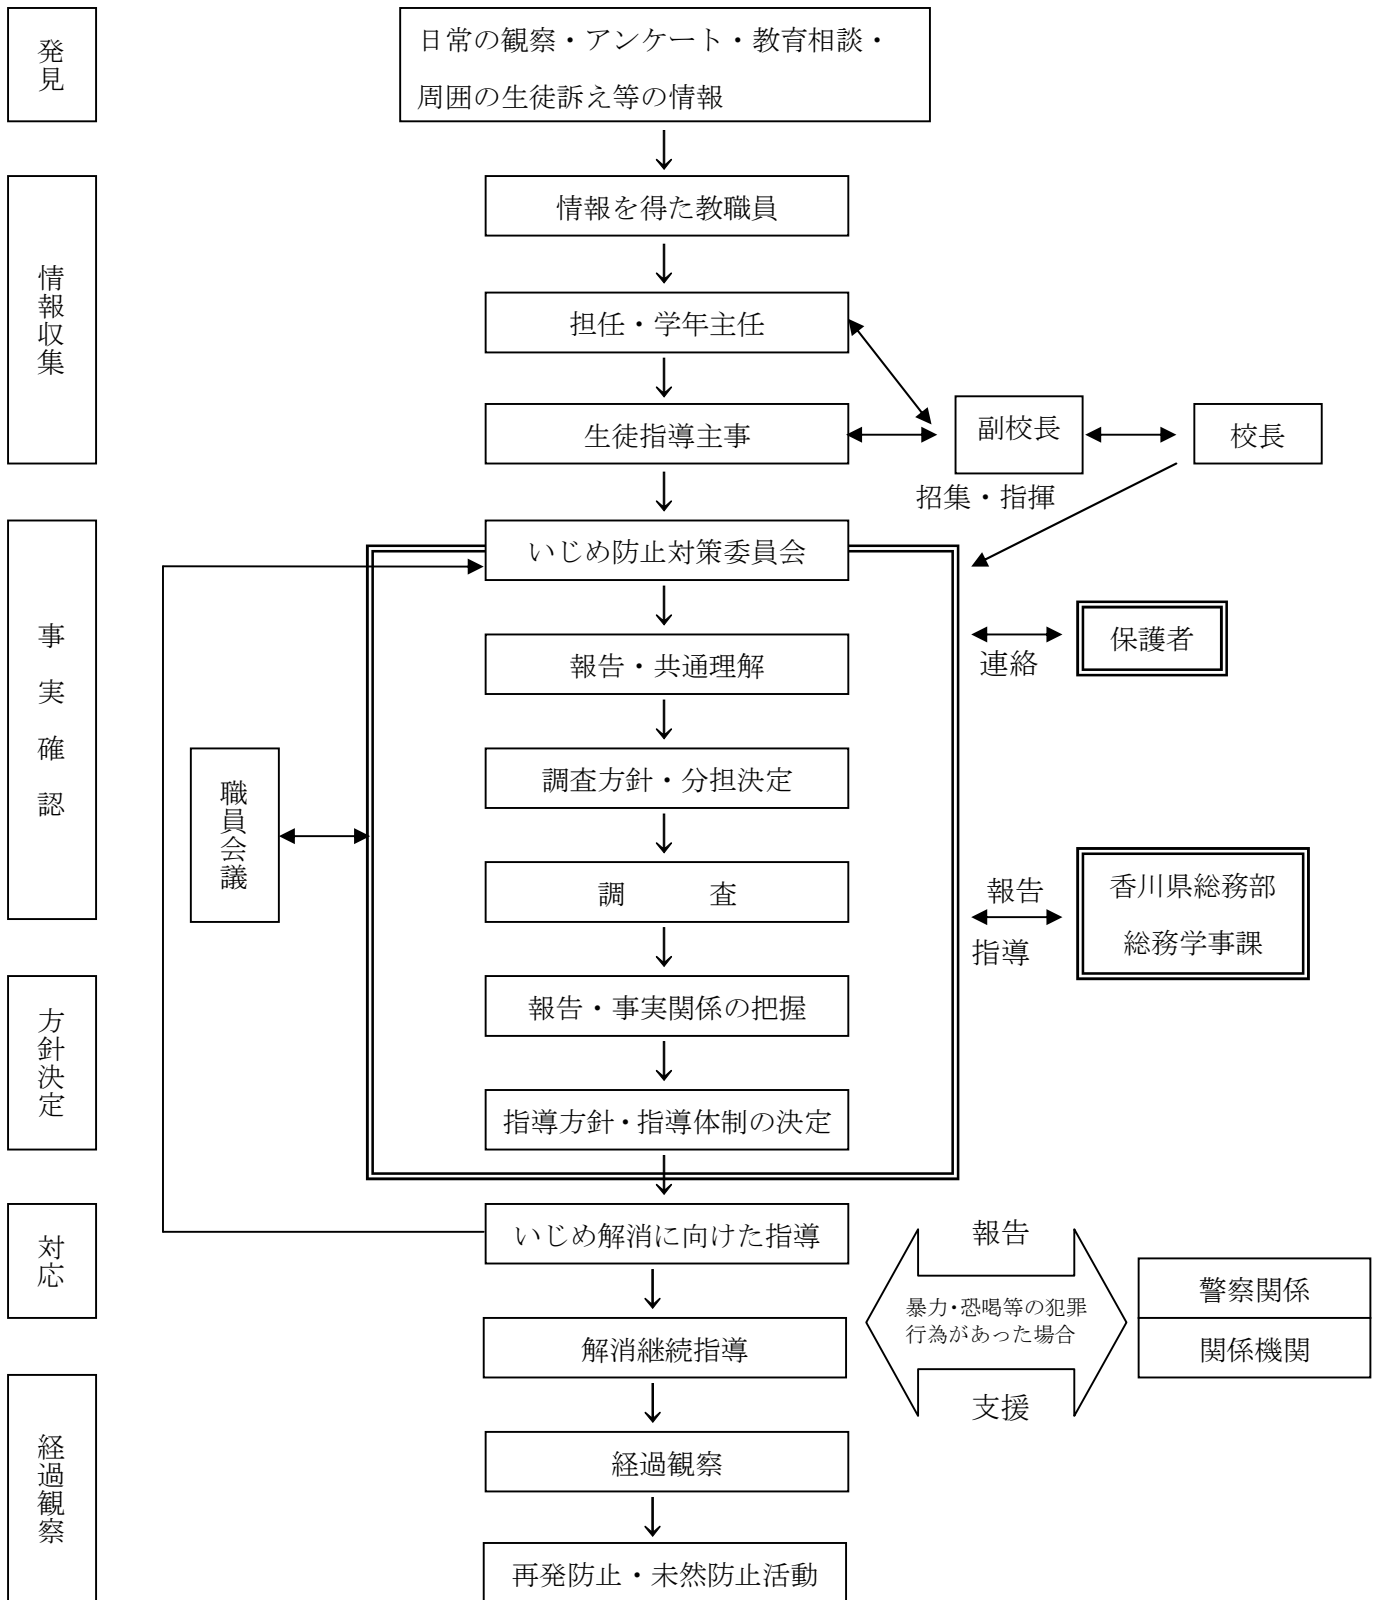 発見
日常の観察・アンケート・教育相談・
周囲の生徒訴え等の情報
情報収集
情報を得た教職員
担任・学年主任
生徒指導主事
副校長
校長
招集・指揮
事実確認
いじめ防止対策委員会
報告・共通理解
保護者
連絡
調査方針・分担決定
職員会議
調　　　査
報告
指導
香川県総務部
総務学事課
方針決定
報告・事実関係の把握
指導方針・指導体制の決定
対応
いじめ解消に向けた指導
報告
暴力・恐喝等の犯罪
行為があった場合
支援
警察関係
関係機関
解消継続指導
経過観察
経過観察
再発防止・未然防止活動